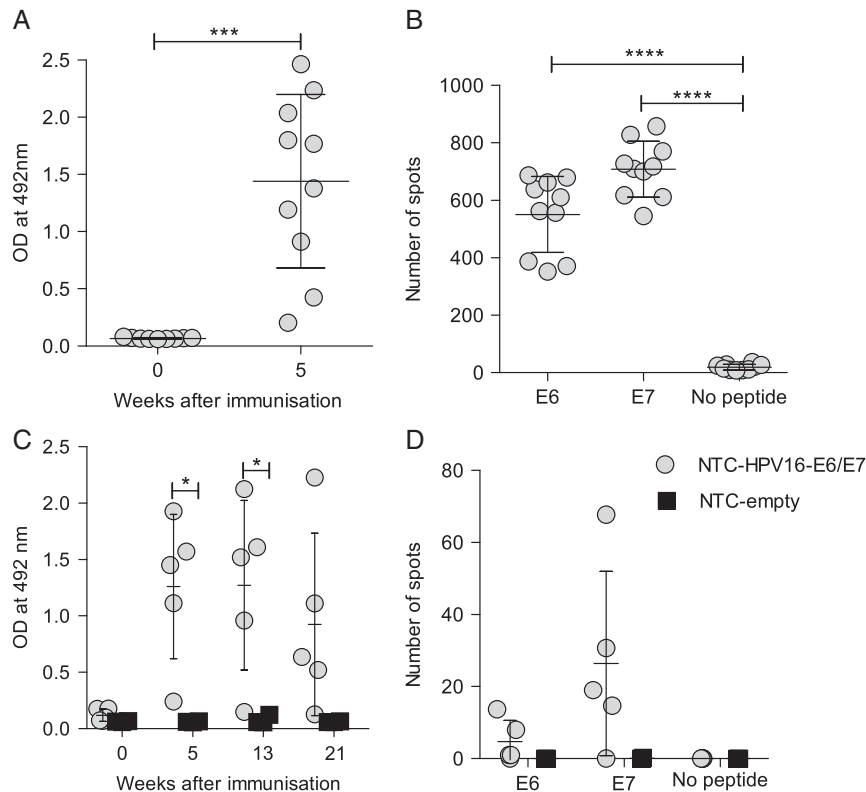 A
***
2.5
2.0
1.5
1.0
0.5
0.0
OD at 492nm
0 5
Weeks after immunisation
B
****
****
1000
800
600
400
200
0
Number of spots
E6 E7 No peptide
C
*
*
2.5
2.0
1.5
1.0
0.5
0.0
OD at 492 nm
0 5 13 21
Weeks after immunisation
D
NTC-HPV16-E6/E7
NTC-empty
80
60
40
20
0
Number of spots
E6 E7 No peptide